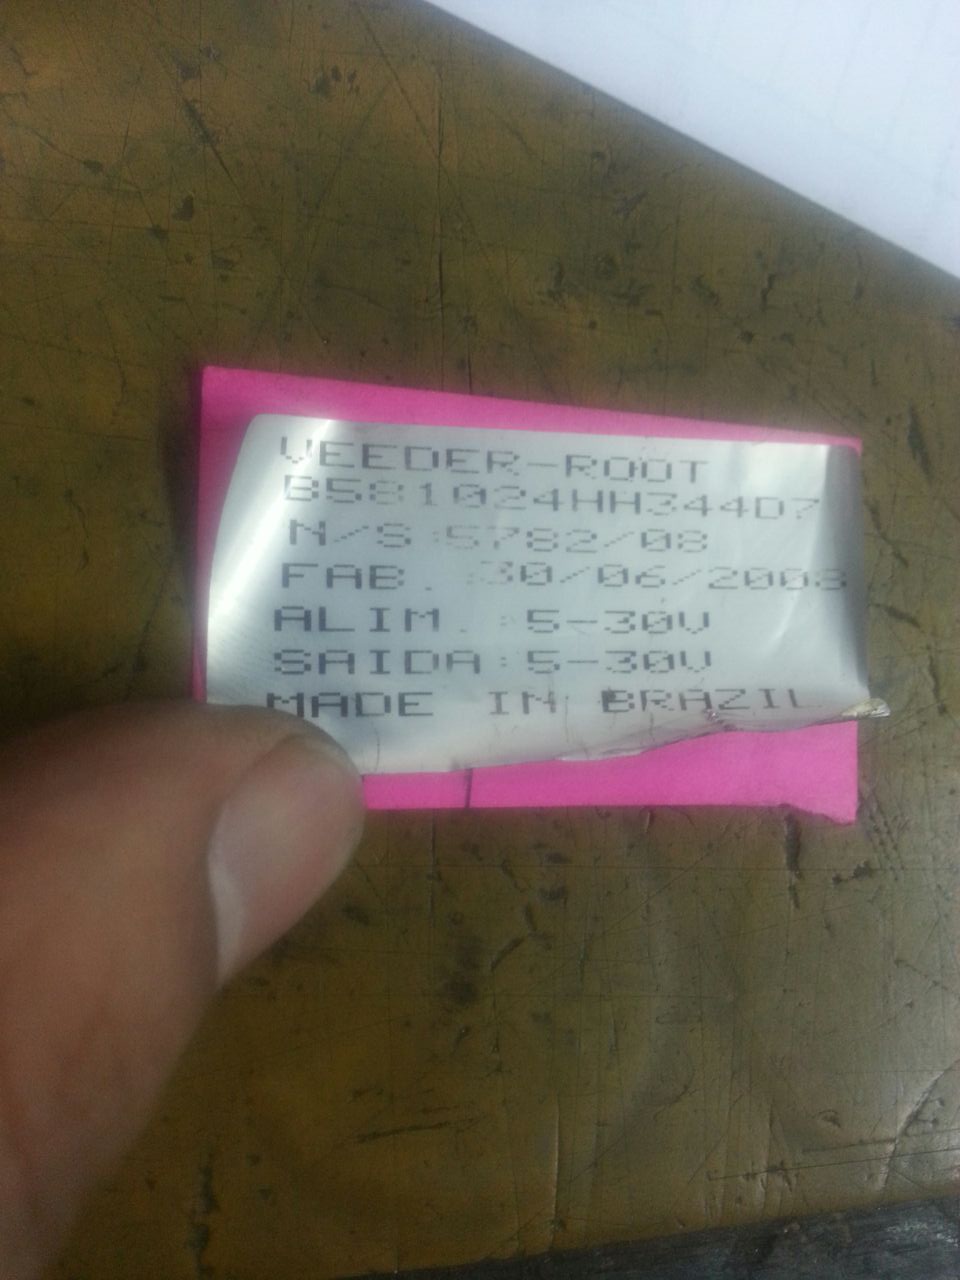 VEEDER-ROOT
B581024HH344D7
N/S:5782/08
FAB. :30/06/2008
ALIM. :5-30V
SAIDA:5-30V
MADE IN BRAZIL